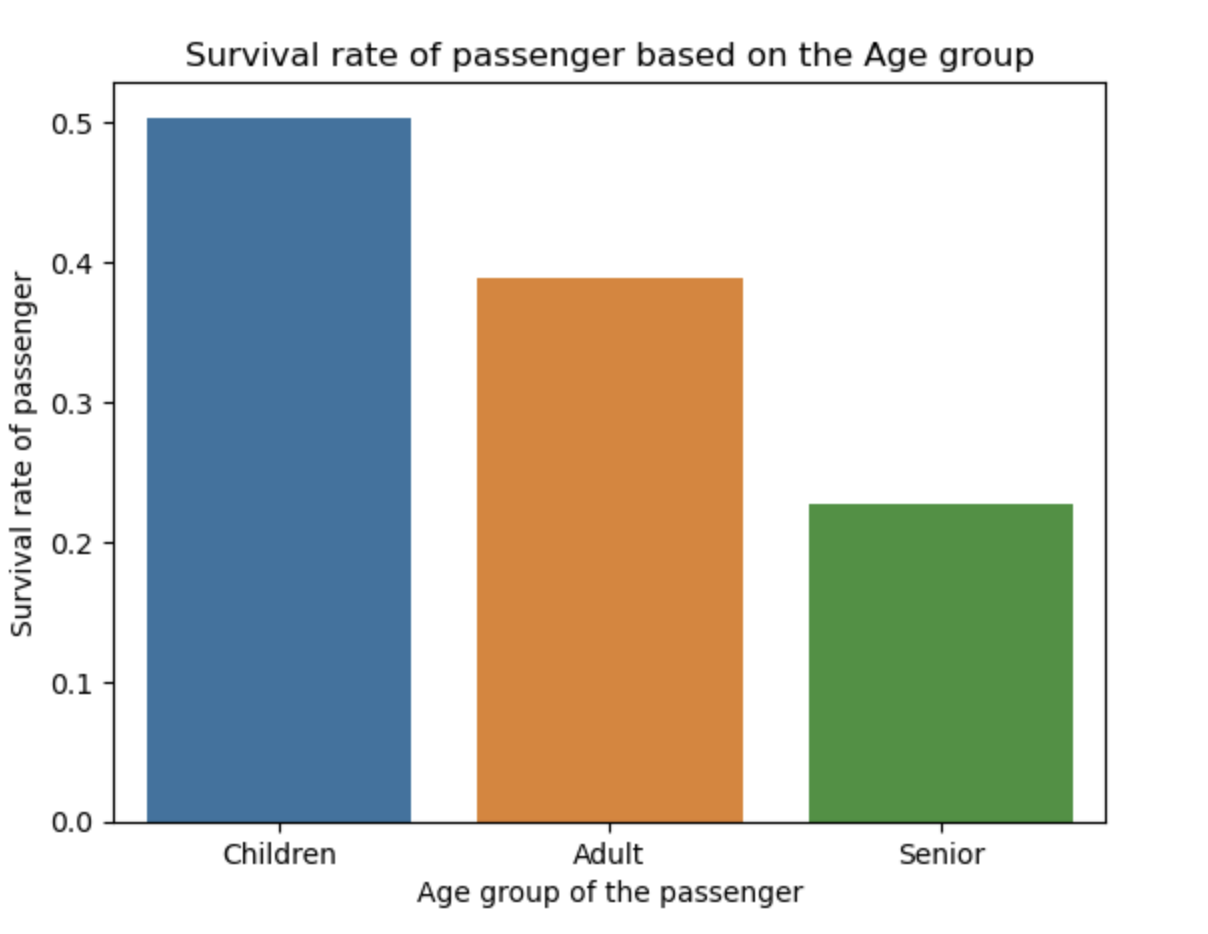 Survival rate of passenger based on the Age group
Survival rate of passenger
0.5
0.4
0.3
0.2
0.1
0.0
Children Adult Senior
Age group of the passenger